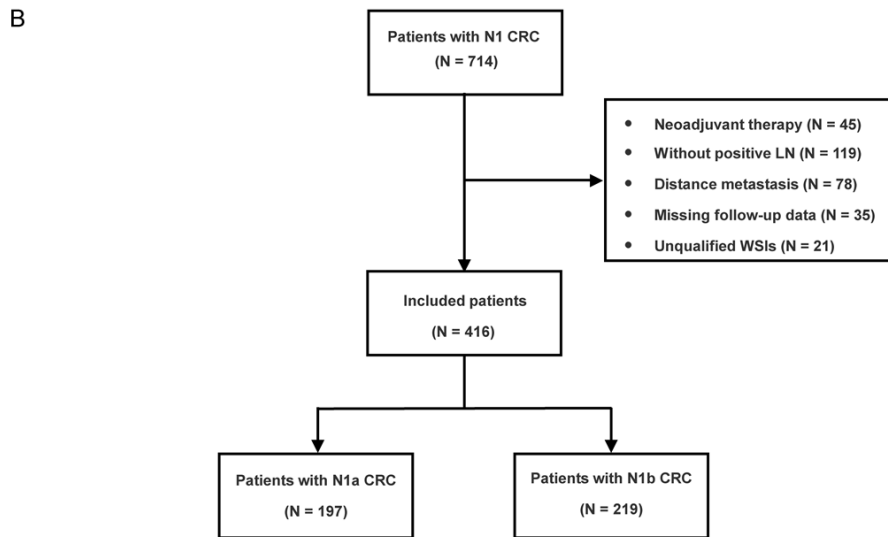 B
Patients with N1 CRC
(N = 714)
• Neoadjuvant therapy (N = 45)
• Without positive LN (N = 119)
• Distance metastasis (N = 78)
• Missing follow-up data (N = 35)
• Unqualified WSIs (N = 21)
Included patients
(N = 416)
Patients with N1a CRC
(N = 197)
Patients with N1b CRC
(N = 219)